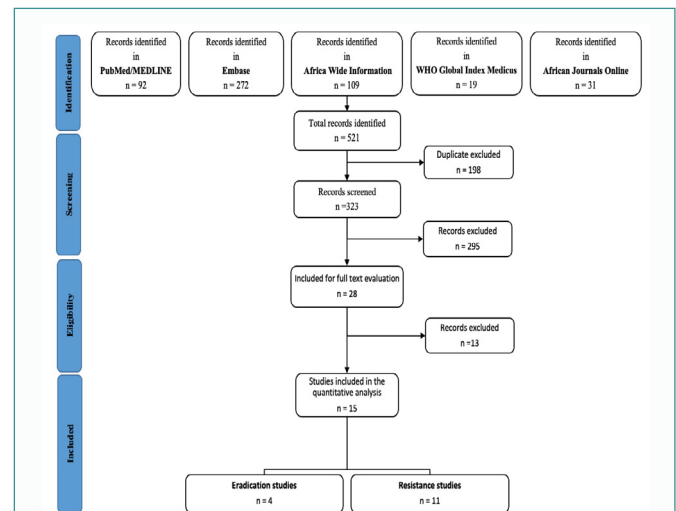 Identification
Records identified
in
PubMed/MEDLINE
n = 92
Records identified
in
Embase
n = 272
Records identified
in
Africa Wide Information
n = 109
Records identified
in
WHO Global Index Medicus
n = 19
Records identified
in
African Journals Online
n = 31
Total records identified
n = 521
Screening
Duplicate excluded
n = 198
Records screened
n =323
Records excluded
n = 295
Eligibility
Included for full text evaluation
n = 28
Records excluded
n =13
Included
Studies included in the
quantitative analysis
n = 15
Eradication studies
n = 4
Resistance studies
n = 11